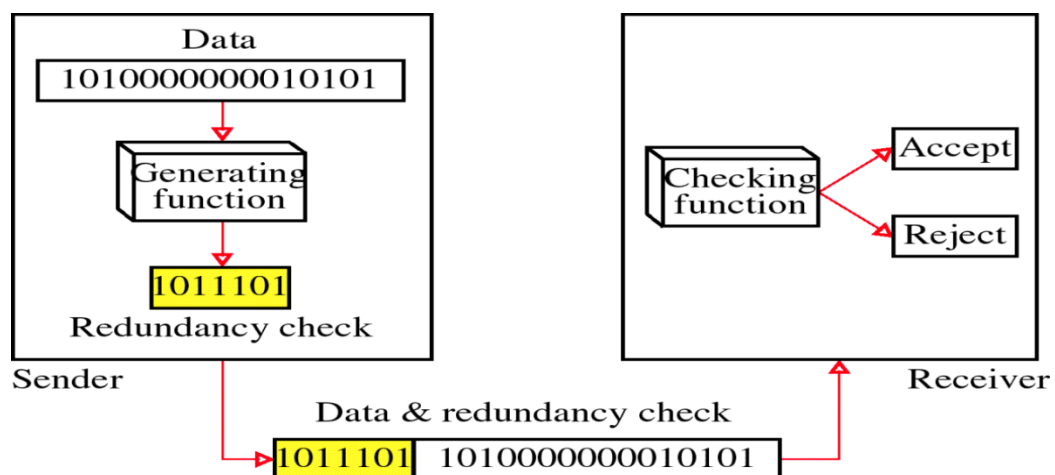 Data
1010000000010101
Generating
function
1011101
Redundancy check
Sender
Checking
function
Accept
Reject
Receiver
Data & redundancy check
1011101 1010000000010101